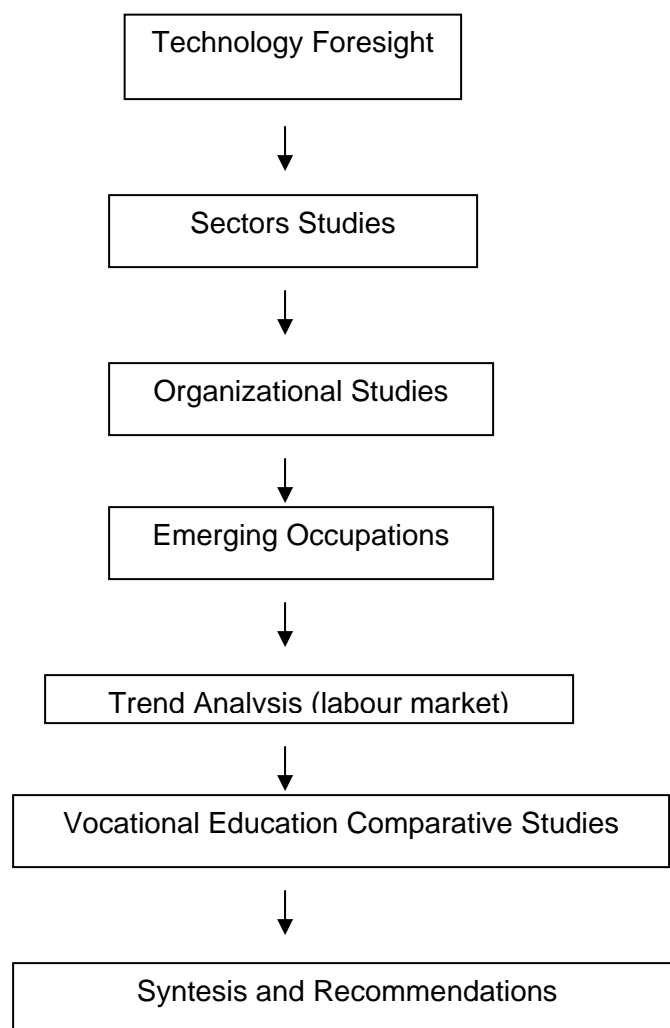 Technology Foresight
Sectors Studies
Organizational Studies
Emerging Occupations
Trend Analysis (labour market)
Vocational Education Comparative Studies
Syntesis and Recommendations